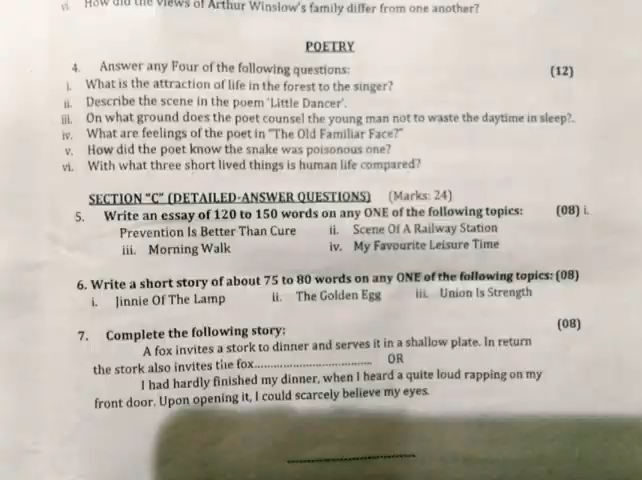 vi. How did the views of Arthur Winslow's family differ from one another?
POETRY
4. Answer any Four of the following questions: (12)
i. What is the attraction of life in the forest to the singer?
ii. Describe the scene in the poem 'Little Dancer'.
iii. On what ground does the poet counsel the young man not to waste the daytime in sleep?.
iv. What are feelings of the poet in "The Old Familiar Face?"
v. How did the poet know the snake was poisonous one?
vi. With what three short lived things is human life compared?
SECTION "C" (DETAILED-ANSWER QUESTIONS) (Marks: 24)
5. Write an essay of 120 to 150 words on any ONE of the following topics: (08) i.
Prevention Is Better Than Cure ii. Scene Of A Railway Station
iii. Morning Walk iv. My Favourite Leisure Time
6. Write a short story of about 75 to 80 words on any ONE of the following topics: (08)
i. Jinnie Of The Lamp ii. The Golden Egg iii. Union Is Strength
7. Complete the following story: (08)
A fox invites a stork to dinner and serves it in a shallow plate. In return
the stork also invites the fox.................................. OR
I had hardly finished my dinner, when I heard a quite loud rapping on my
front door. Upon opening it, I could scarcely believe my eyes.